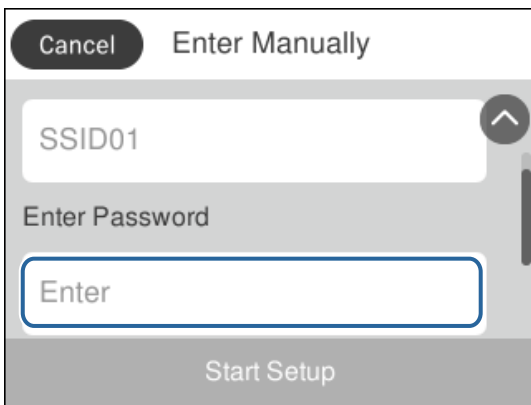 Cancel Enter Manually
SSID01
Enter Password
Enter
Start Setup